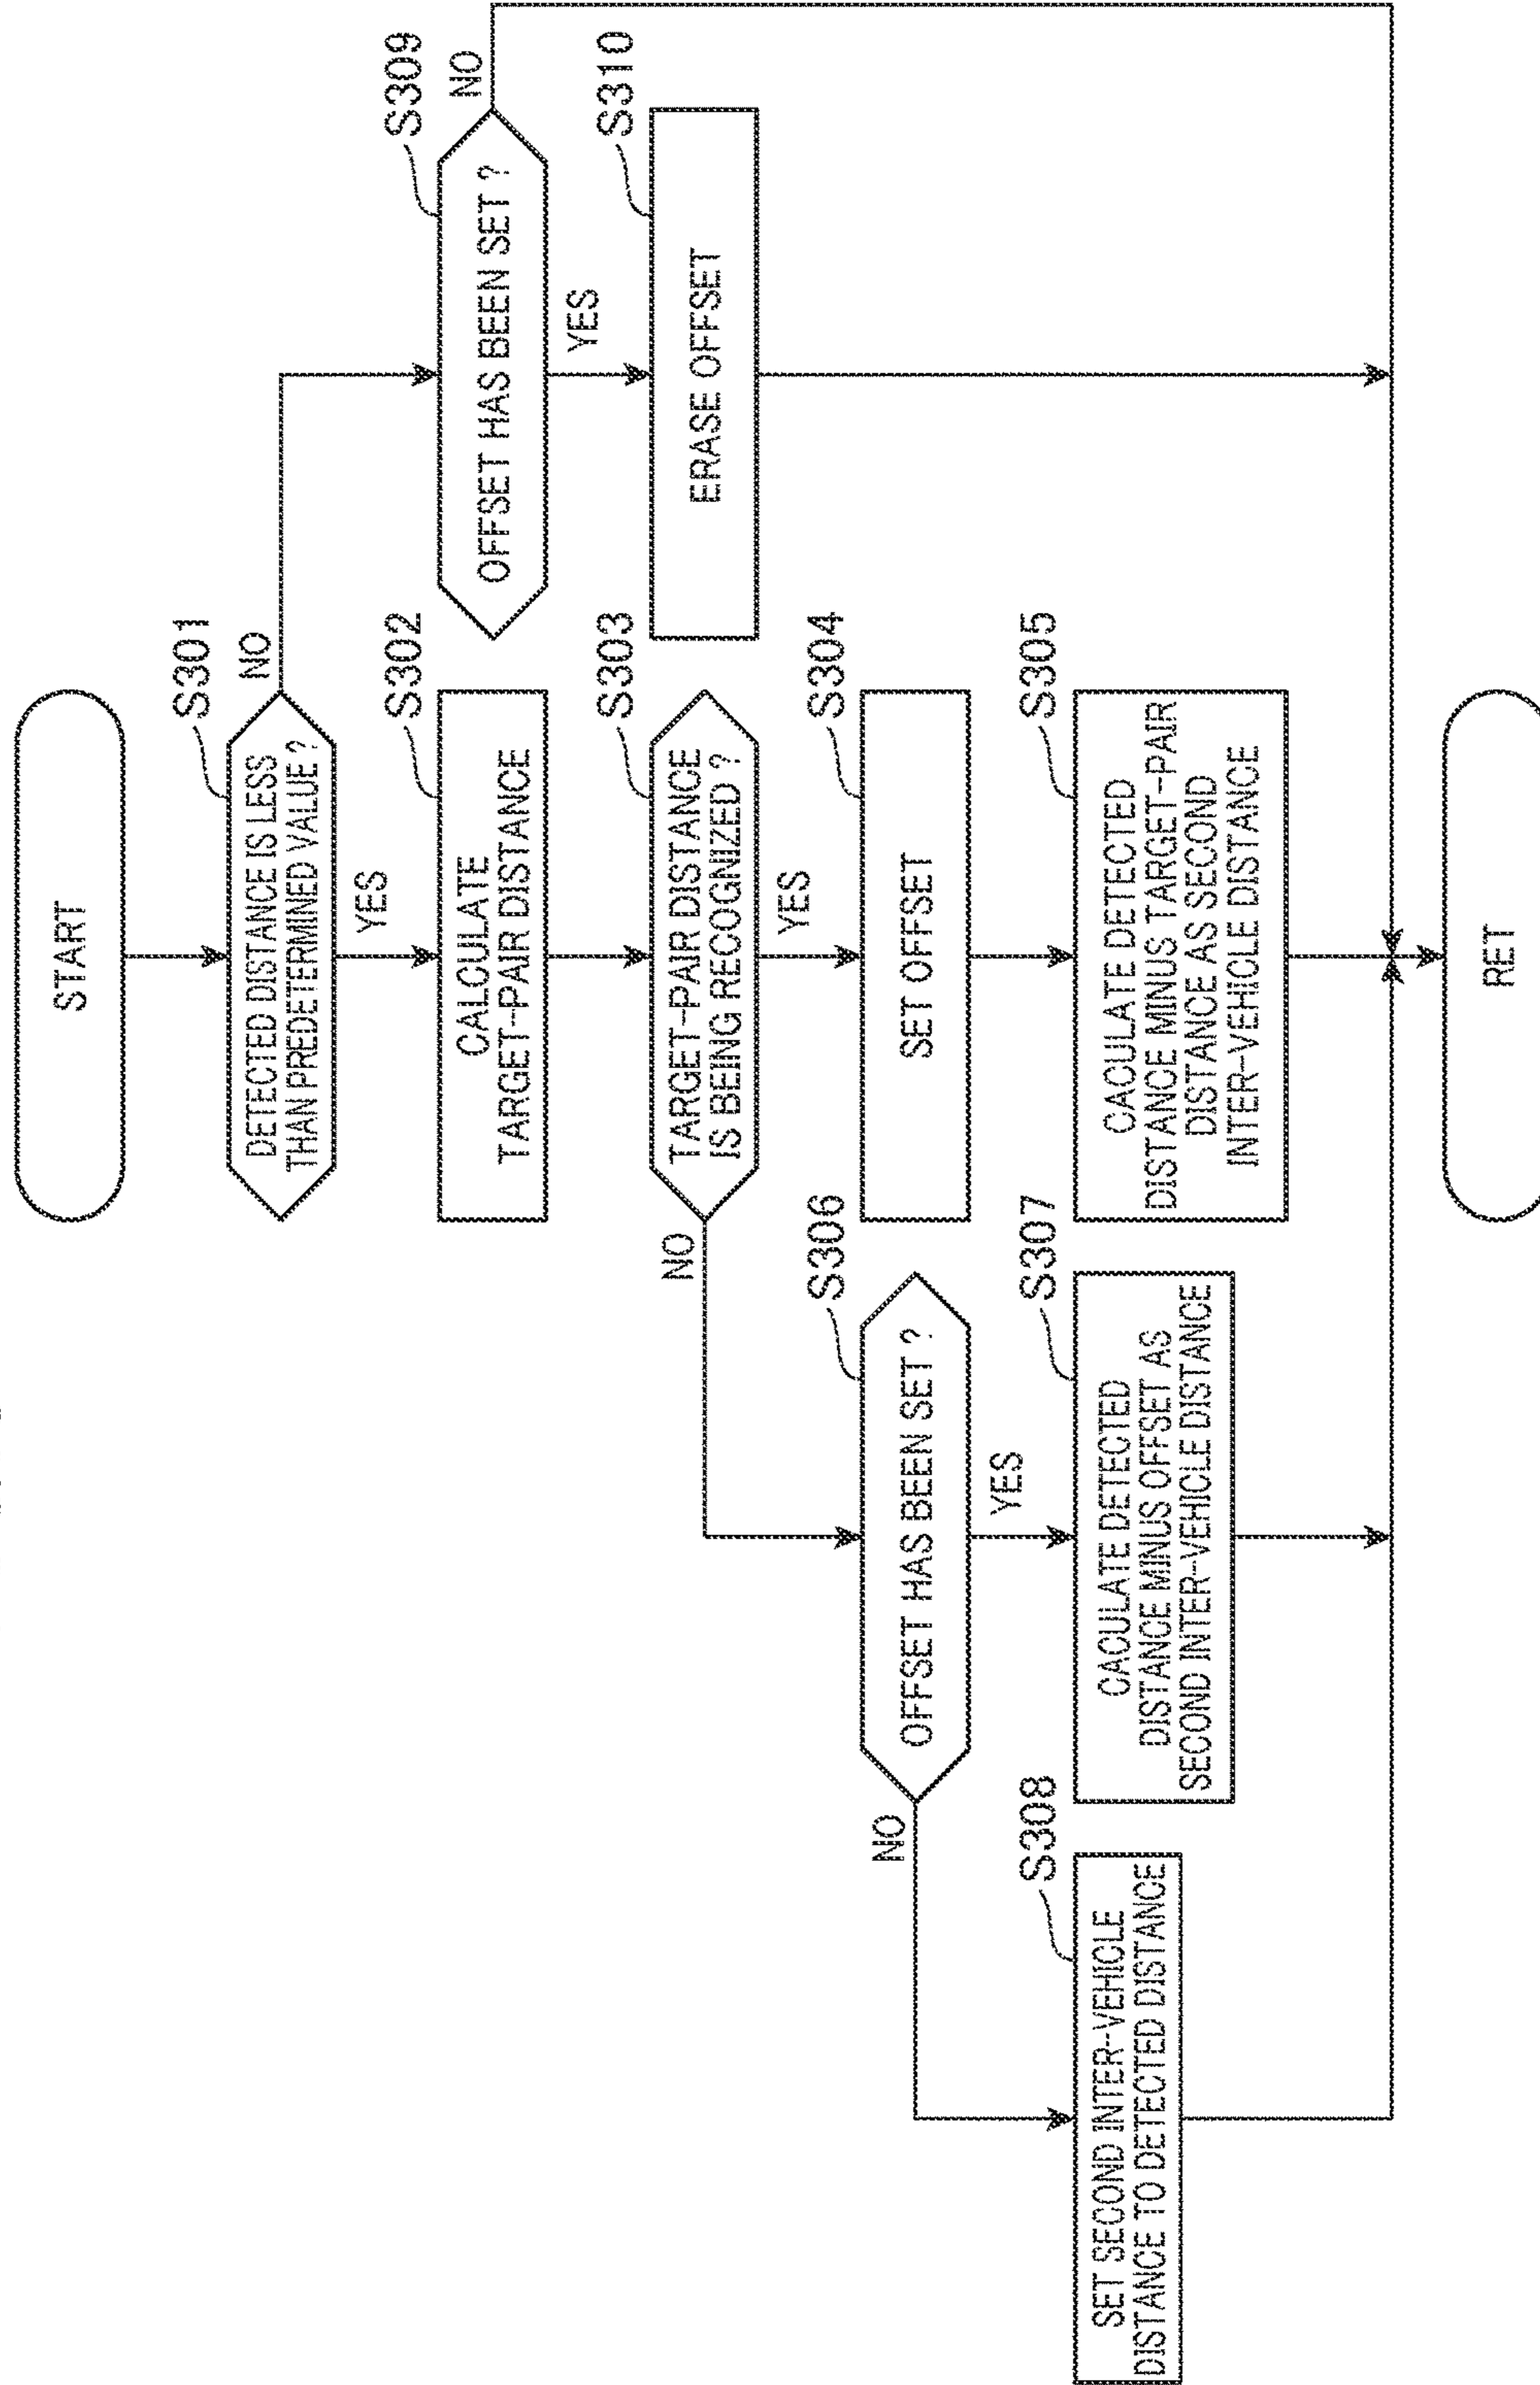 START
S301
DETECTED DISTANCE IS LESS
THAN PREDETERMINED VALUE ?
NO
YES
S302
CALCULATE
TARGET-PAIR DISTANCE
S303
TARGET-PAIR DISTANCE
IS BEING RECOGNIZED ?
NO
YES
S304
SET OFFSET
S305
CACULATE DETECTED
DISTANCE MINUS TARGET-PAIR
DISTANCE AS SECOND
INTER-VEHICLE DISTANCE
S306
OFFSET HAS BEEN SET ?
NO
YES
S307
CACULATE DETECTED
DISTANCE MINUS OFFSET AS
SECOND INTER-VEHICLE DISTANCE
S308
SET SECOND INTER-VEHICLE
DISTANCE TO DETECTED DISTANCE
S309
OFFSET HAS BEEN SET ?
NO
YES
S310
ERASE OFFSET
RET